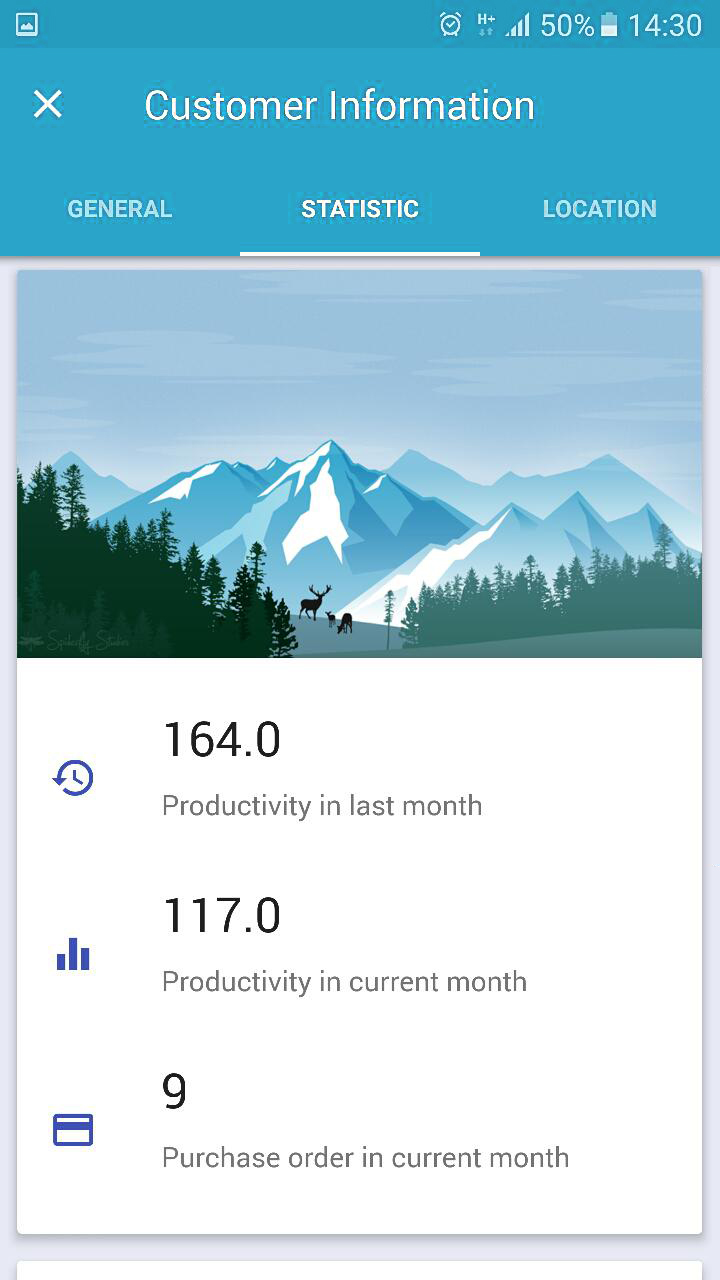 H+ 50% 14:30
Customer Information
GENERAL STATISTIC LOCATION
Spiderfly Studios
164.0
Productivity in last month
117.0
Productivity in current month
9
Purchase order in current month